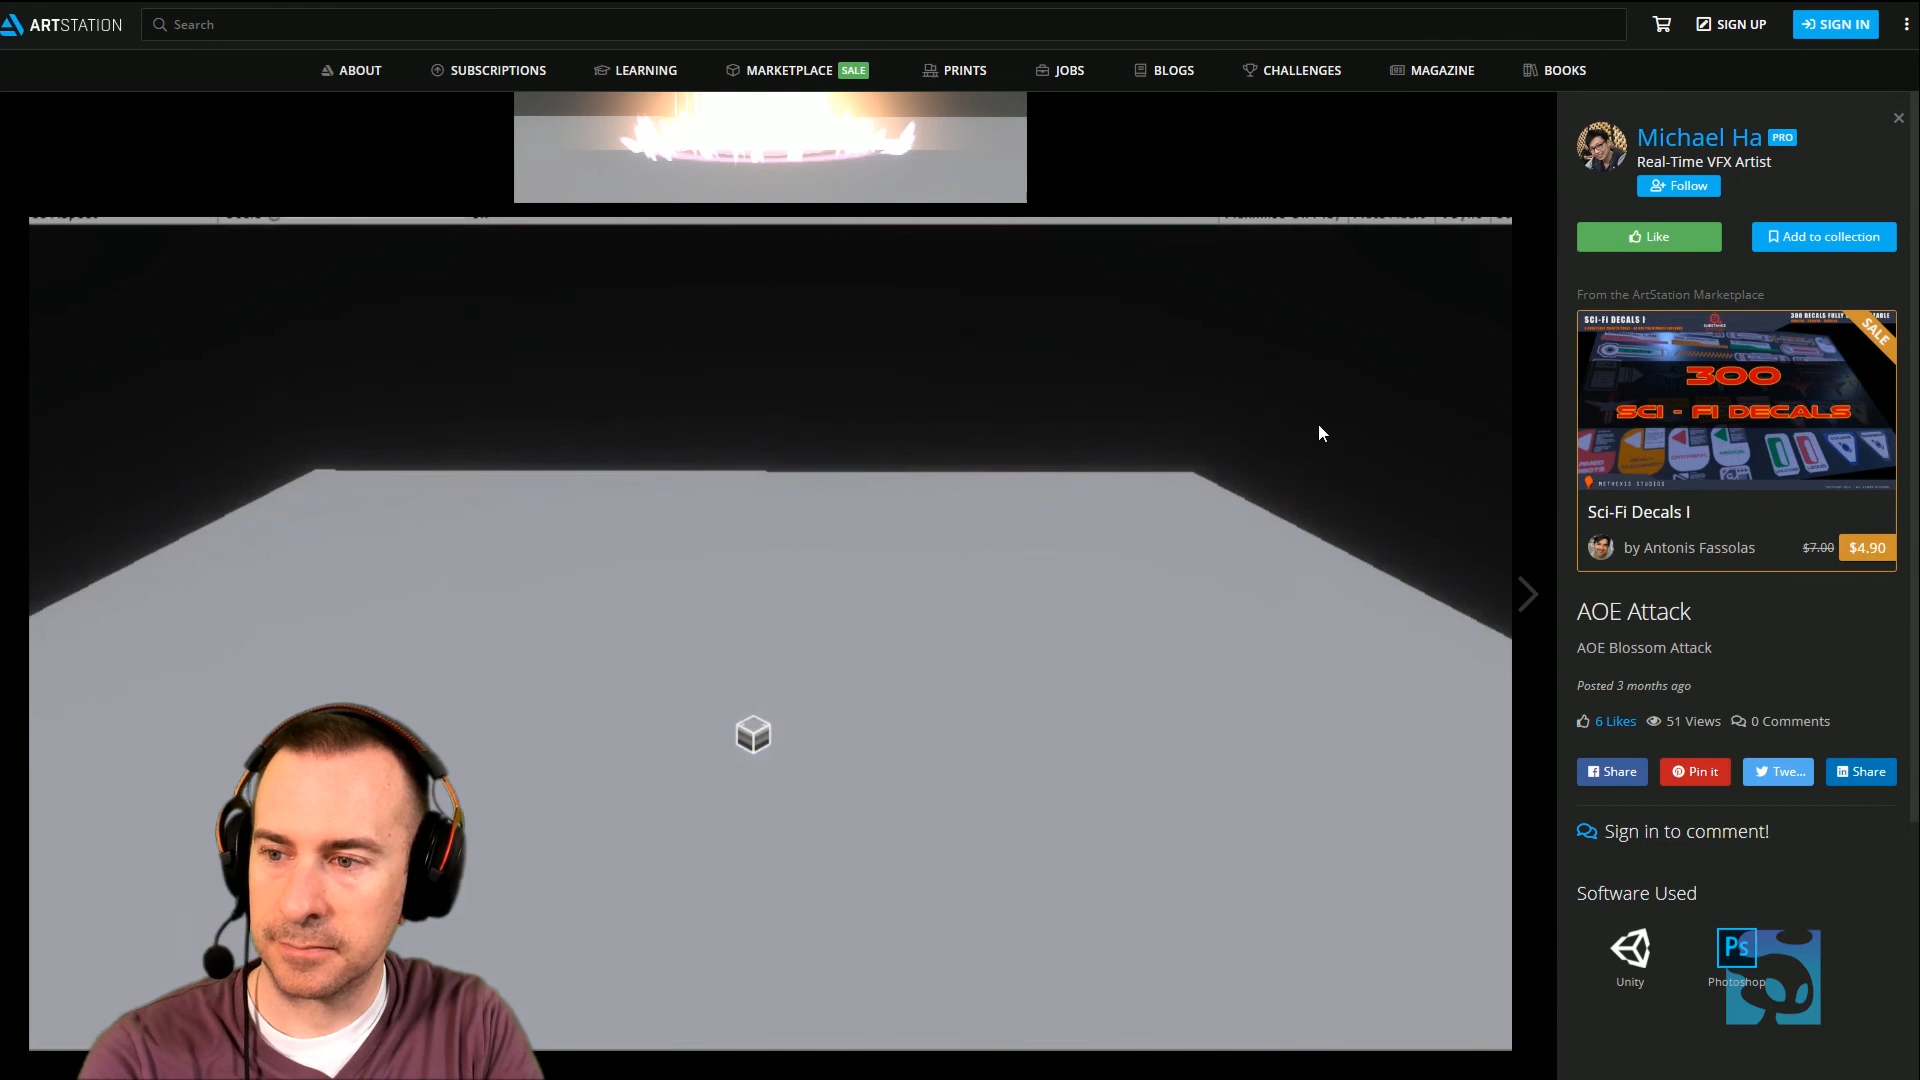 ARTSTATION
Search
SIGN UP
SIGN IN
ABOUT
SUBSCRIPTIONS
LEARNING
MARKETPLACE SALE
PRINTS
JOBS
BLOGS
CHALLENGES
MAGAZINE
BOOKS
Michael Ha PRO
Real-Time VFX Artist
Follow
Like
Add to collection
From the ArtStation Marketplace
SCI-FI DECALS I
SUBSTANCE
SALE
300
SCI - FI DECALS
METHEXIS STUDIOS
Sci-Fi Decals I
by Antonis Fassolas
$7.00 $4.90
AOE Attack
AOE Blossom Attack
Posted 3 months ago
6 Likes 51 Views 0 Comments
Share
Pin it
Twe...
Share
Sign in to comment!
Software Used
Ps
Unity
Photoshop